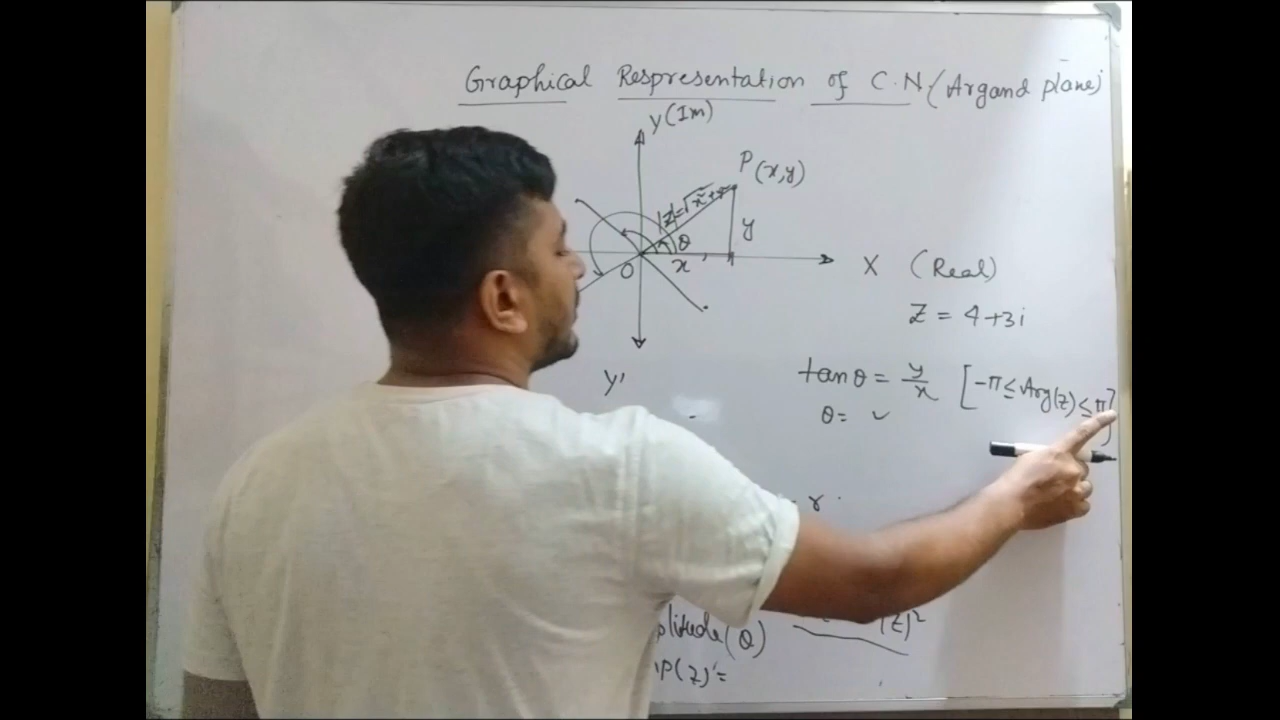 Graphical Respresentation of C.N (Argand plane)
Y (Im)
P (x,y)
|z|=√x²+y²
y
θ
x
O
X (Real)
Z = 4+3i
Y'
tanθ = y/x [-π≤Arg(z)≤π]
θ= ✓
r
plitude(θ)
(z)²
p(z)=